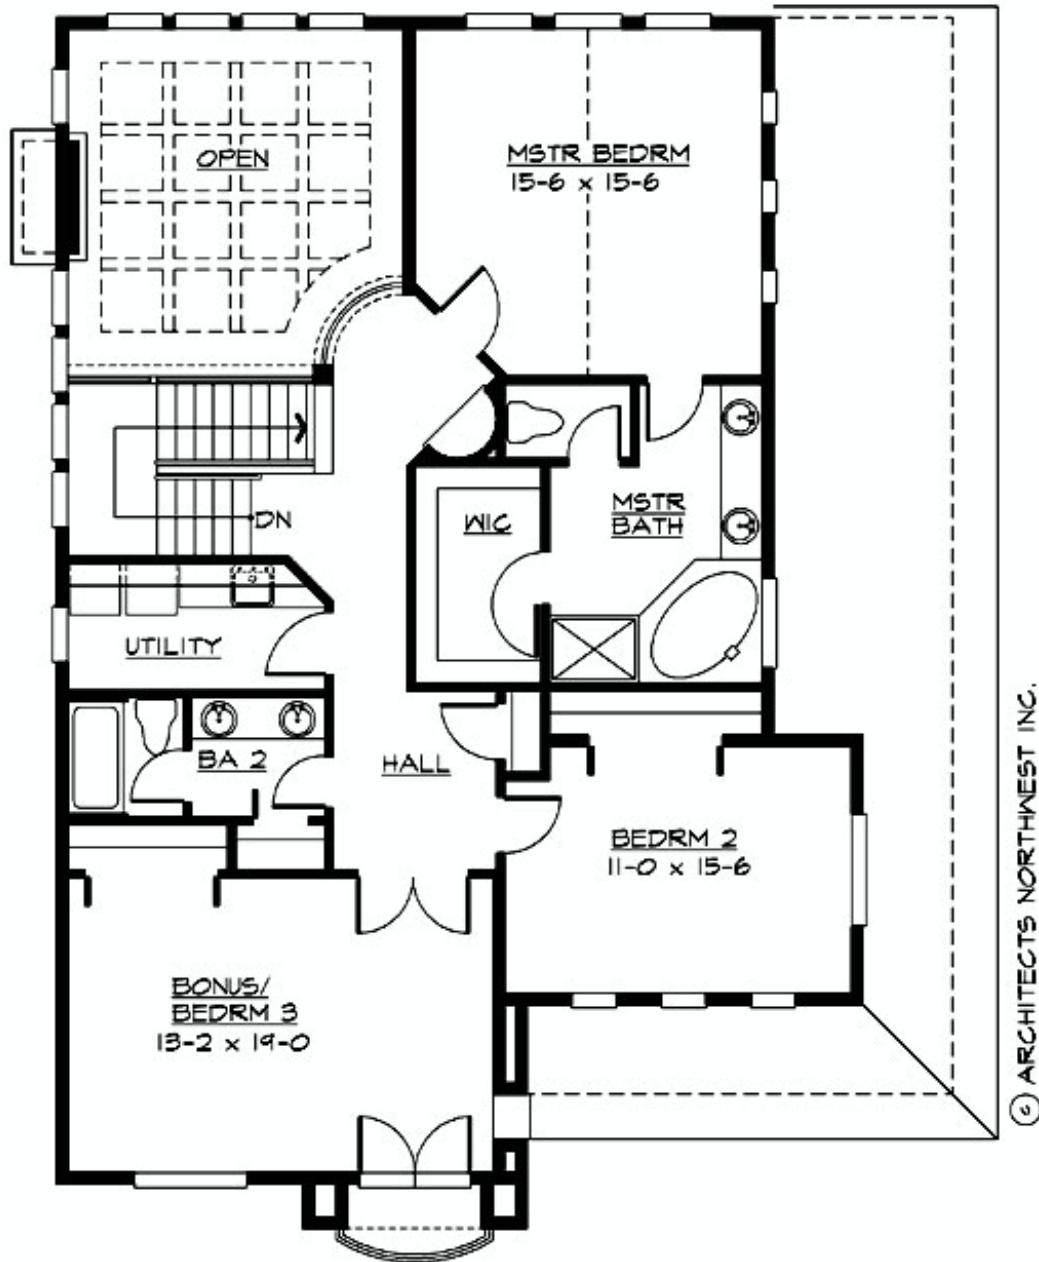 OPEN
MSTR BEDRM
15-6 x 15-6
DN
WIC
MSTR
BATH
UTILITY
BA 2
HALL
BEDRM 2
11-0 x 15-6
BONUS/
BEDRM 3
13-2 x 19-0
© ARCHITECTS NORTHWEST INC.